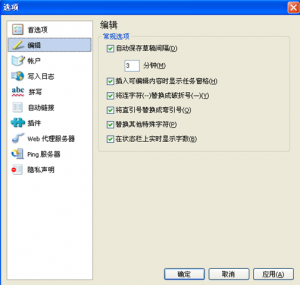 选项
首选项
编辑
帐户
写入日志
abc 拼写
自动链接
插件
Web 代理服务器
Ping 服务器
隐私声明
编辑
常规选项
自动保存草稿间隔(D)
3 分钟(M)
插入可编辑内容时显示任务窗格(H)
将连字符(--)替换成破折号(—)(Y)
将直引号替换成弯引号(Q)
替换其他特殊字符(P)
在状态栏上实时显示字数(B)
确定 取消 应用(A)